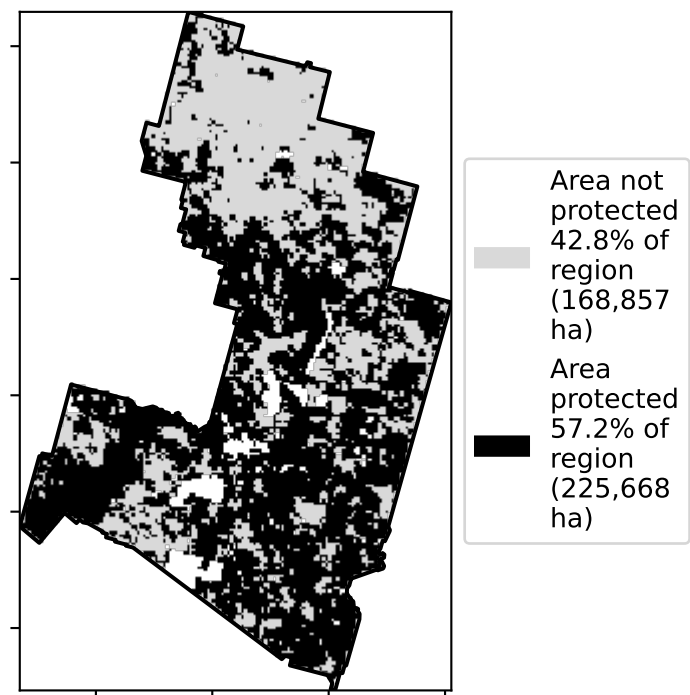 Area not
protected
42.8% of
region
(168,857
ha)
Area
protected
57.2% of
region
(225,668
ha)